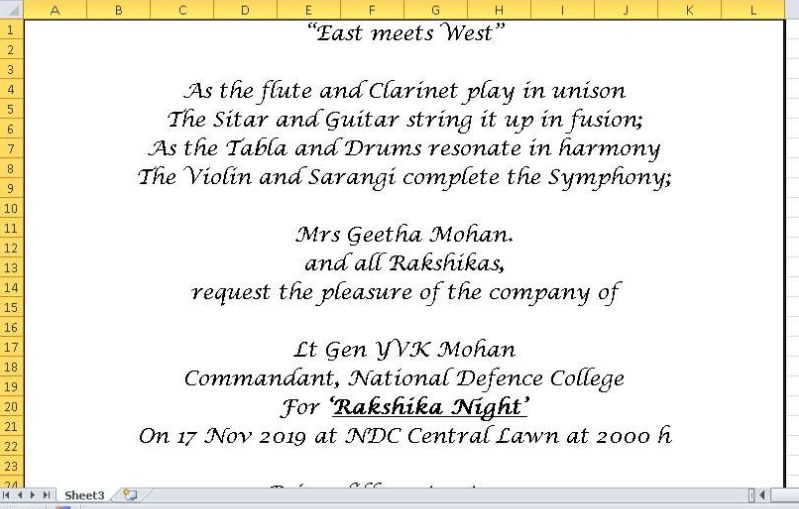 A B C D E F G H I J K L
1
2
3
4
5
6
7
8
9
10
11
12
13
14
15
16
17
18
19
20
21
22
23
24
“East meets West”
As the flute and Clarinet play in unison
The Sitar and Guitar string it up in fusion;
As the Tabla and Drums resonate in harmony
The Violin and Sarangi complete the Symphony;
Mrs Geetha Mohan.
and all Rakshikas,
request the pleasure of the company of
Lt Gen YVK Mohan
Commandant, National Defence College
For ‘Rakshika Night’
On 17 Nov 2019 at NDC Central Lawn at 2000 h
Sheet3